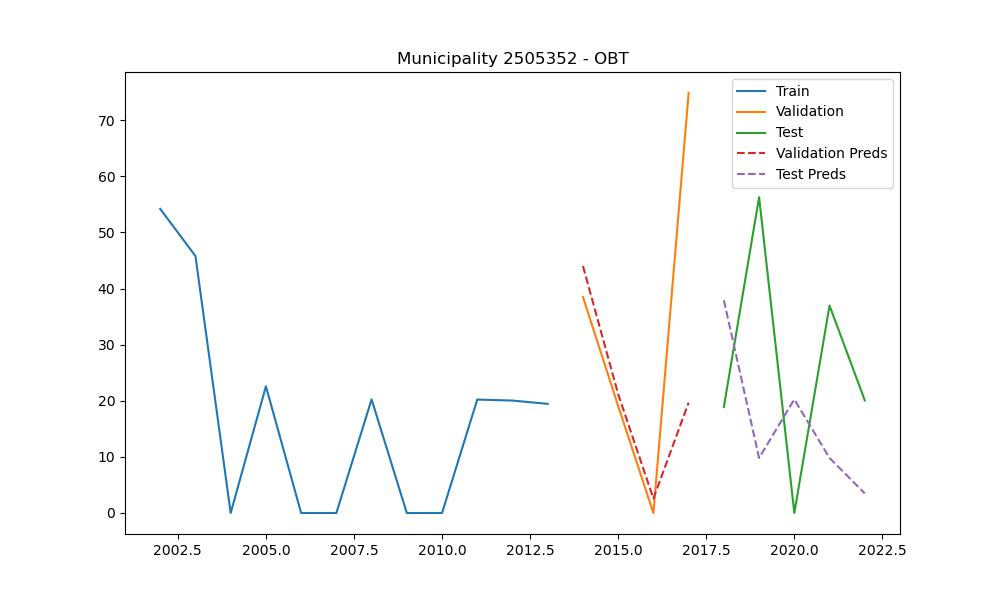 Municipality 2505352 - OBT
Train
Validation
Test
Validation Preds
Test Preds
70
60
50
40
30
20
10
0
2002.5 2005.0 2007.5 2010.0 2012.5 2015.0 2017.5 2020.0 2022.5